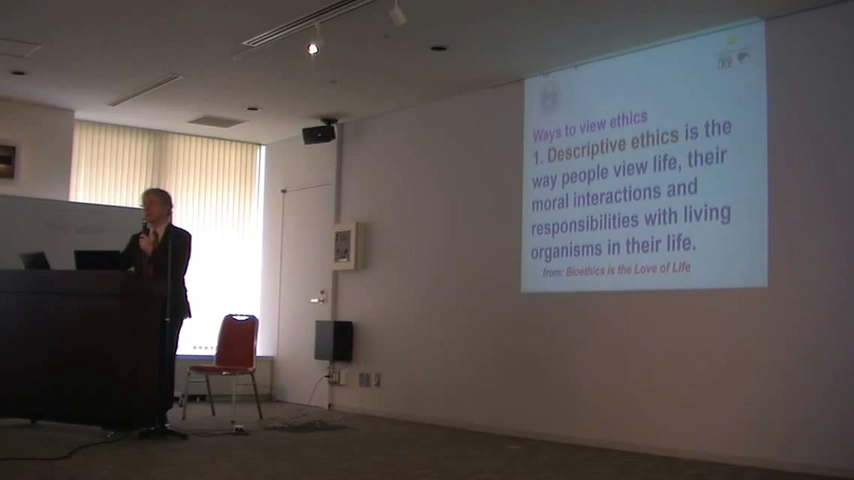 Ways to view ethics
1. Descriptive ethics is the
way people view life, their
moral interactions and
responsibilities with living
organisms in their life.
from: Bioethics is the Love of Life